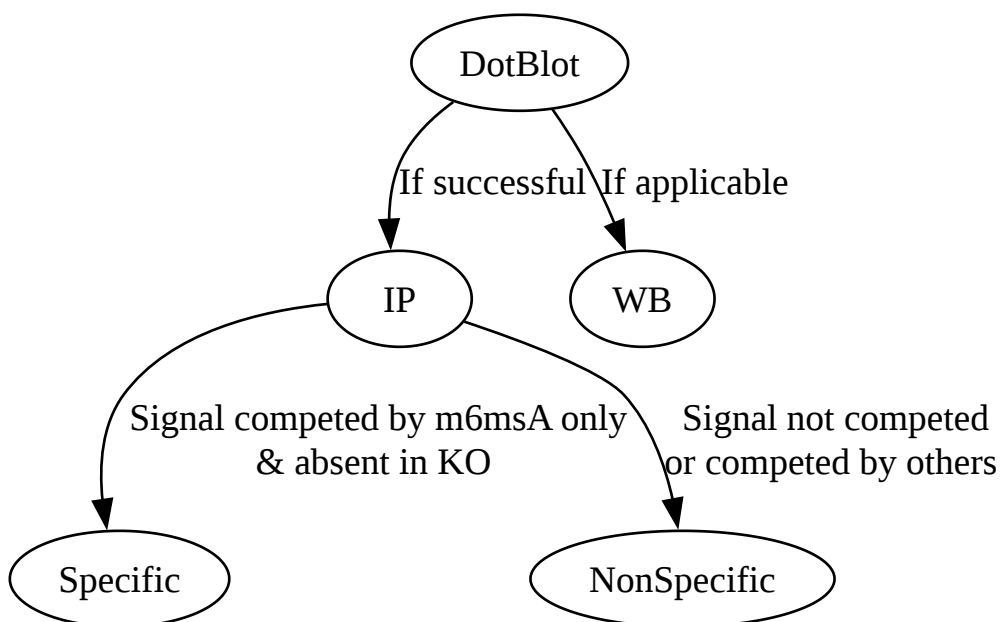 DotBlot
If successful
If applicable
IP
WB
Signal competed by m6msA only
& absent in KO
Signal not competed
or competed by others
Specific
NonSpecific